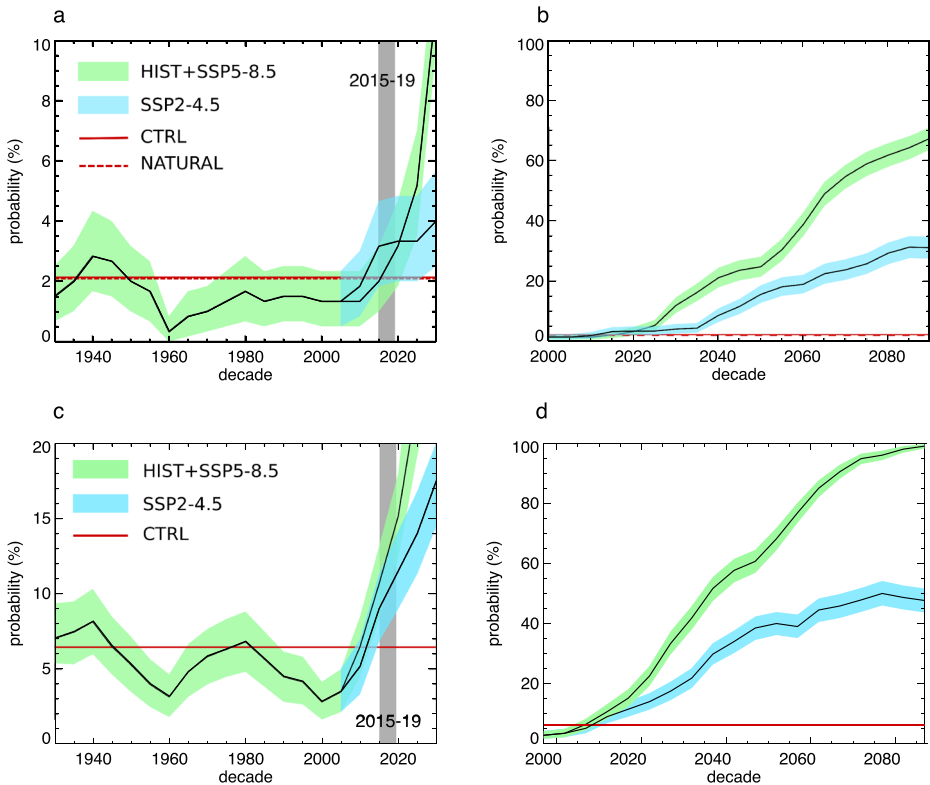 a
10
8
6
4
2
0
probability (%)
HIST+SSP5-8.5
SSP2-4.5
CTRL
NATURAL
2015-19
1940 1960 1980 2000 2020
decade
b
100
80
60
40
20
0
probability (%)
2000 2020 2040 2060 2080
decade
c
20
15
10
5
0
probability (%)
HIST+SSP5-8.5
SSP2-4.5
CTRL
2015-19
1940 1960 1980 2000 2020
decade
d
100
80
60
40
20
0
probability (%)
2000 2020 2040 2060 2080
decade